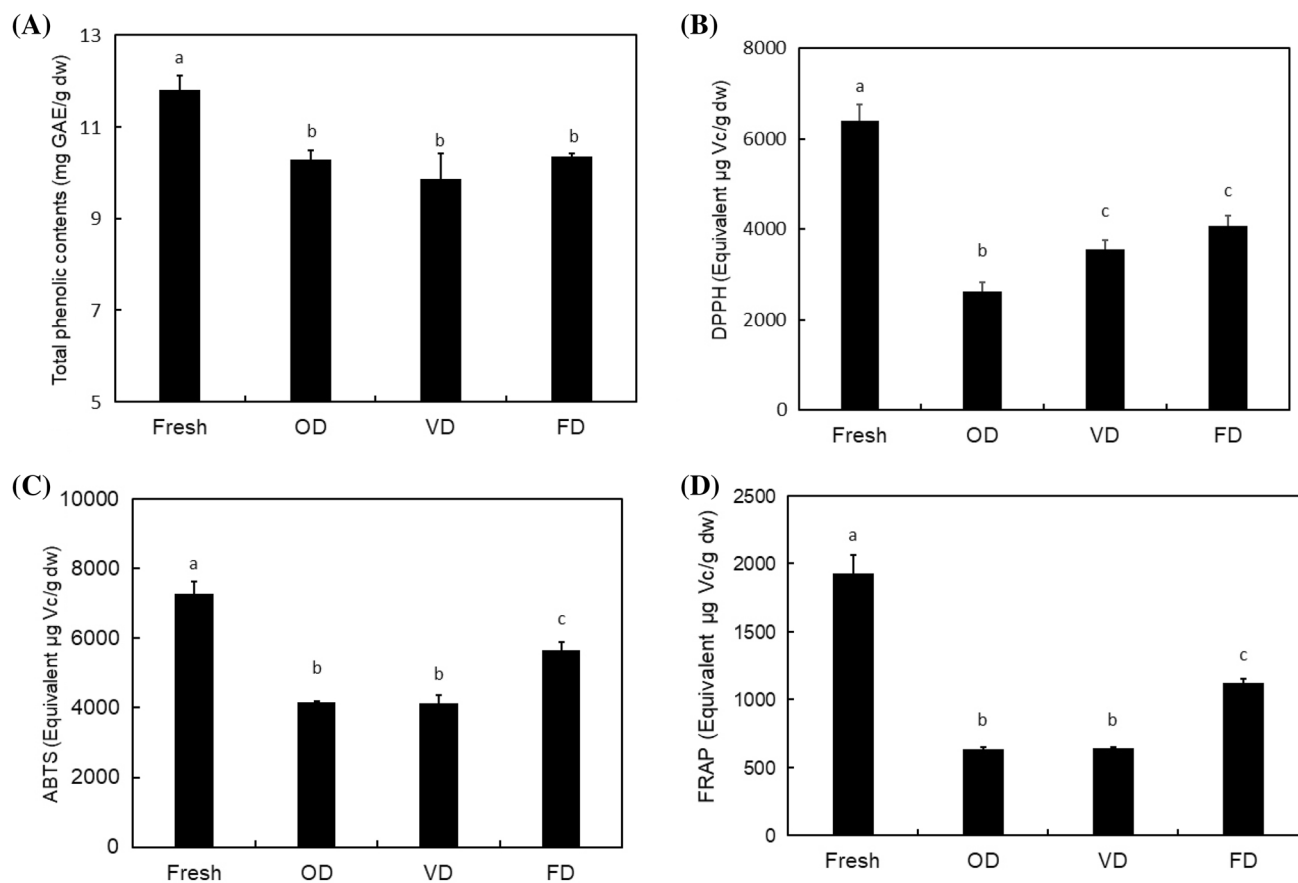 (A)
Total phenolic contents (mg GAE/g dw)
13
11
9
7
5
a
b
b
b
Fresh OD VD FD
(B)
DPPH (Equivalent μg Vc/g dw)
8000
6000
4000
2000
0
a
b
c
c
Fresh OD VD FD
(C)
ABTS (Equivalent μg Vc/g dw)
10000
8000
6000
4000
2000
0
a
b
b
c
Fresh OD VD FD
(D)
FRAP (Equivalent μg Vc/g dw)
2500
2000
1500
1000
500
0
a
b
b
c
Fresh OD VD FD